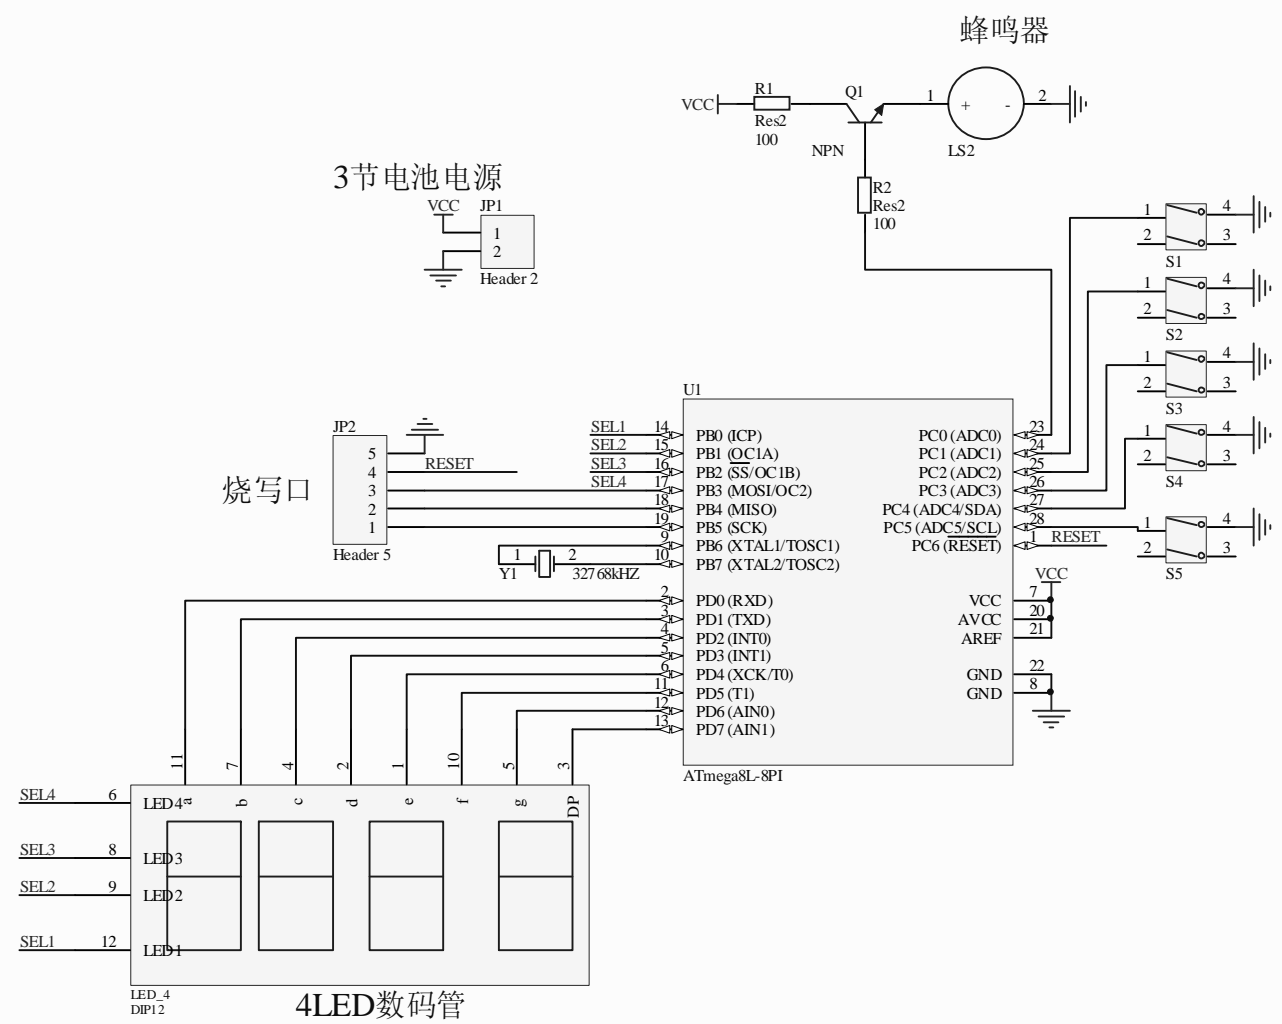 蜂鸣器
VCC
R1
Res2
100
Q1
NPN
1
+
-
2
LS2
R2
Res2
100
3节电池电源
VCC
JP1
1
2
Header 2
1 4
2 3
S1
1 4
2 3
S2
1 4
2 3
S3
1 4
2 3
S4
1 4
2 3
S5
烧写口
JP2
5
4 RESET
3
2
1
Header 5
U1
SEL1 14 PB0 (ICP)
SEL2 15 PB1 (OC1A)
SEL3 16 PB2 (SS/OC1B)
SEL4 17 PB3 (MOSI/OC2)
18 PB4 (MISO)
19 PB5 (SCK)
9 PB6 (XTAL1/TOSC1)
10 PB7 (XTAL2/TOSC2)
1 2
Y1 32768kHZ
2 PD0 (RXD)
3 PD1 (TXD)
4 PD2 (INT0)
5 PD3 (INT1)
6 PD4 (XCK/T0)
11 PD5 (T1)
12 PD6 (AIN0)
13 PD7 (AIN1)
PC0 (ADC0) 23
PC1 (ADC1) 24
PC2 (ADC2) 25
PC3 (ADC3) 26
PC4 (ADC4/SDA) 27
PC5 (ADC5/SCL) 28
PC6 (RESET) 1 RESET
VCC
VCC 7
AVCC 20
AREF 21
GND 22
GND 8
ATmega8L-8PI
11 7 4 2 1 10 5 3
a b c d e f g DP
SEL4 6 LED4
SEL3 8 LED3
SEL2 9 LED2
SEL1 12 LED1
LED_4
DIP12
4LED数码管